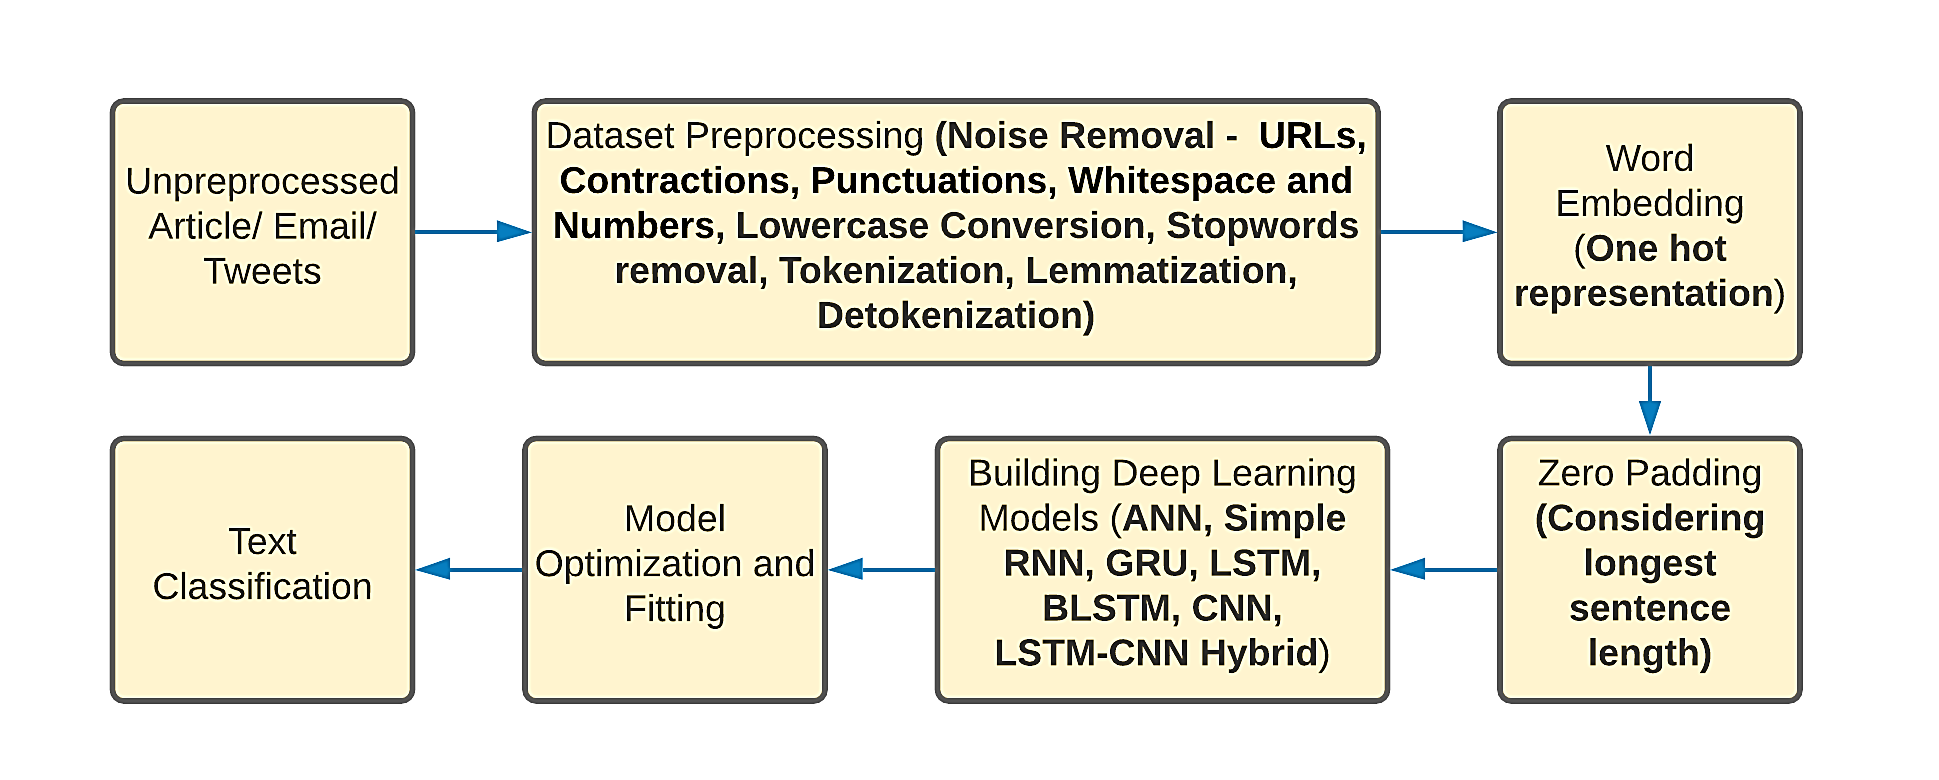 Unpreprocessed
Article/ Email/
Tweets
Dataset Preprocessing (Noise Removal -  URLs,
Contractions, Punctuations, Whitespace and
Numbers, Lowercase Conversion, Stopwords
removal, Tokenization, Lemmatization,
Detokenization)
Word
Embedding
(One hot
representation)
Zero Padding
(Considering
longest
sentence
length)
Building Deep Learning
Models (ANN, Simple
RNN, GRU, LSTM,
BLSTM, CNN,
LSTM-CNN Hybrid)
Model
Optimization and
Fitting
Text
Classification